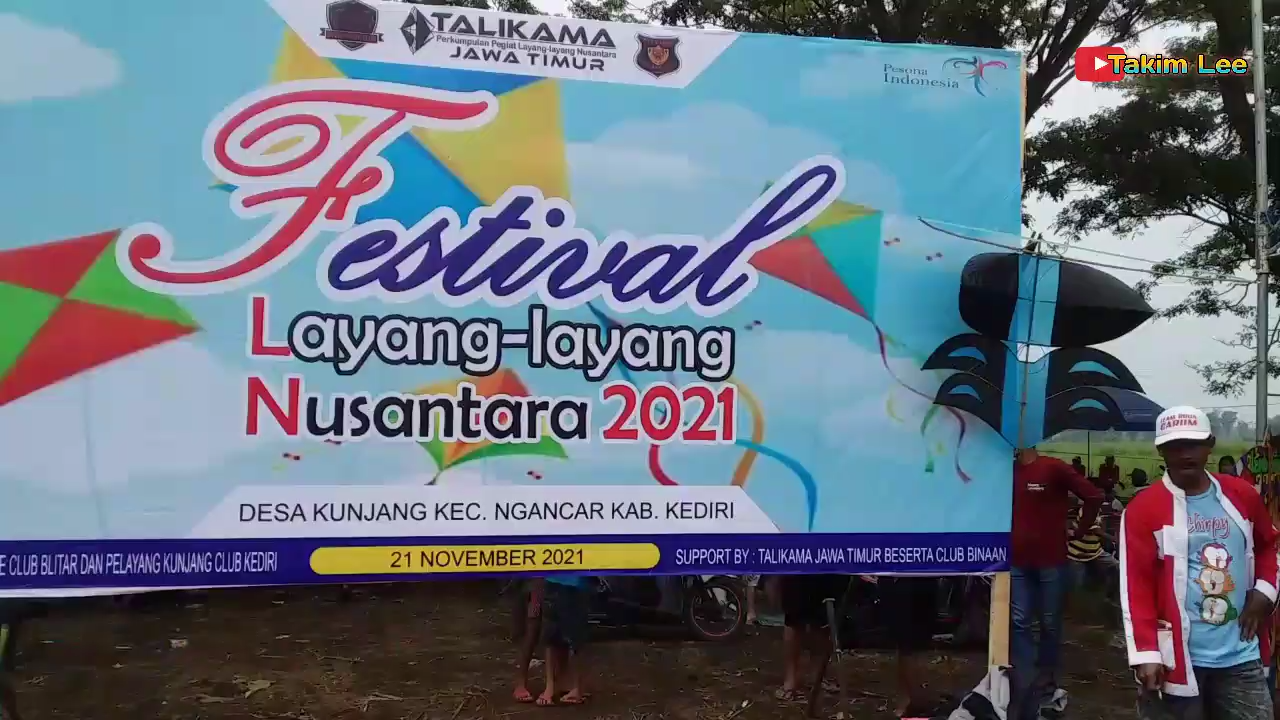 TALIKAMA
Perkumpulan Pegiat Layang-layang Nusantara
JAWA TIMUR
Pesona
Indonesia
Takim Lee
Festival
Layang-layang
Nusantara 2021
DESA KUNJANG KEC. NGANCAR KAB. KEDIRI
E CLUB BLITAR DAN PELAYANG KUNJANG CLUB KEDIRI
21 NOVEMBER 2021
SUPPORT BY : TALIKAMA JAWA TIMUR BESERTA CLUB BINAAN
GARUM
Chirpy